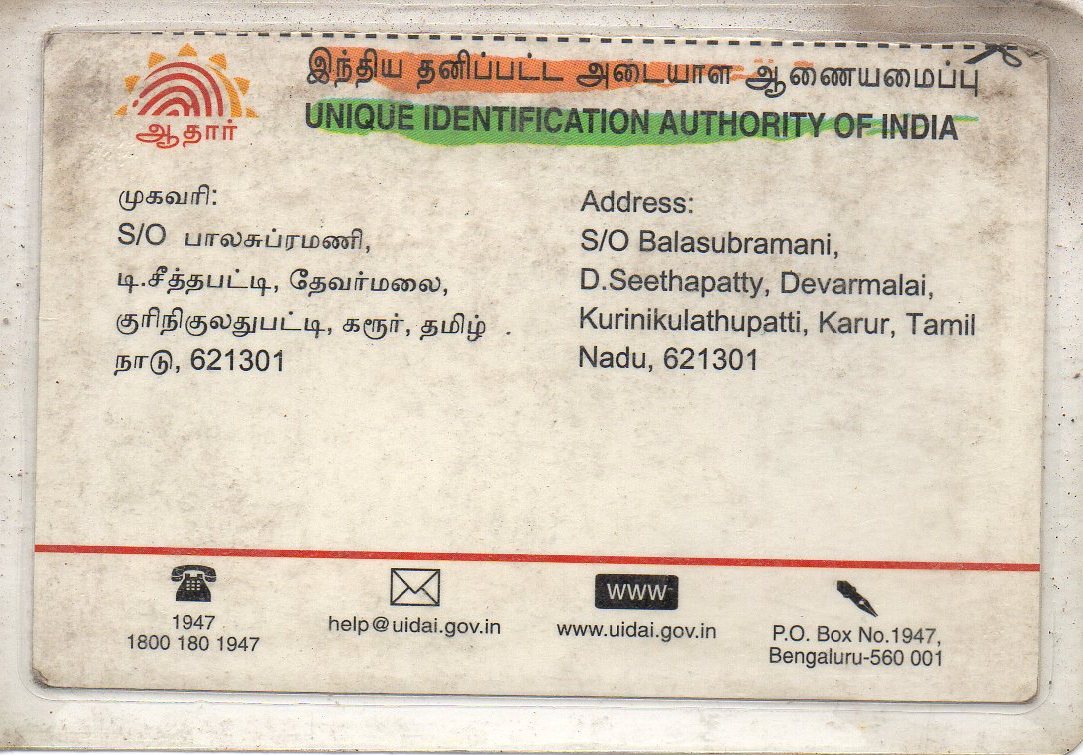 ஆதார்
இந்திய தனிப்பட்ட அடையாள ஆணையமைப்பு
UNIQUE IDENTIFICATION AUTHORITY OF INDIA
முகவரி:
S/O பாலசுப்ரமணி,
டி.சீத்தபட்டி, தேவர்மலை,
குரிநிகுலதுபட்டி, கரூர், தமிழ்
நாடு, 621301
Address:
S/O Balasubramani,
D.Seethapatty, Devarmalai,
Kurinikulathupatti, Karur, Tamil
Nadu, 621301
1947
1800 180 1947
help@uidai.gov.in
WWW
www.uidai.gov.in
P.O. Box No.1947,
Bengaluru-560 001